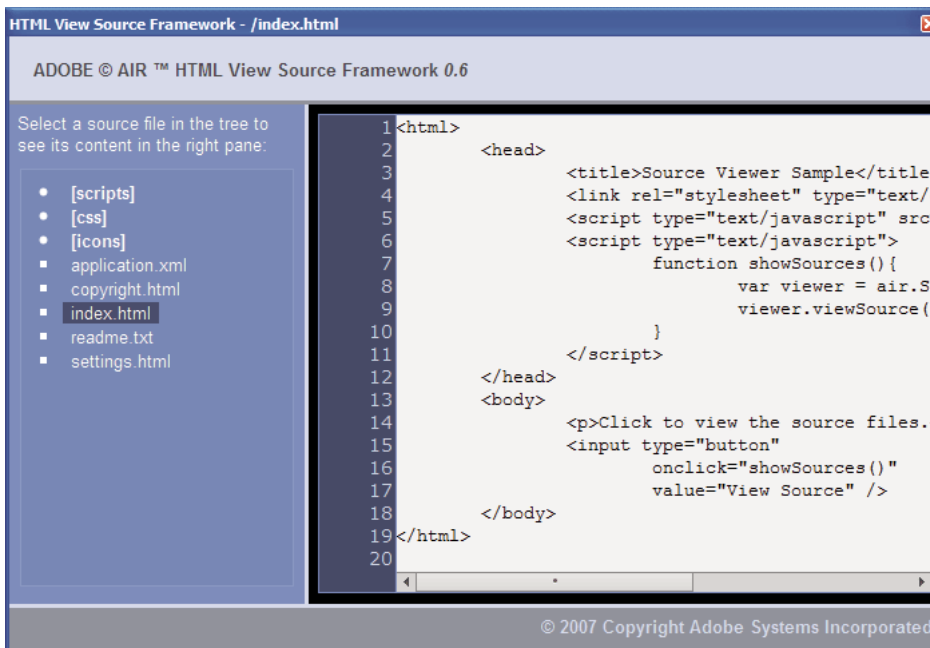 HTML View Source Framework - /index.html
ADOBE © AIR ™ HTML View Source Framework 0.6
Select a source file in the tree to
see its content in the right pane:
[scripts]
[css]
[icons]
application.xml
copyright.html
index.html
readme.txt
settings.html
1 <html>
2 <head>
3 <title>Source Viewer Sample</title
4 <link rel="stylesheet" type="text/
5 <script type="text/javascript" src
6 <script type="text/javascript">
7 function showSources(){
8 var viewer = air.S
9 viewer.viewSource(
10 }
11 </script>
12 </head>
13 <body>
14 <p>Click to view the source files.
15 <input type="button"
16 onclick="showSources()"
17 value="View Source" />
18 </body>
19 </html>
20
© 2007 Copyright Adobe Systems Incorporated